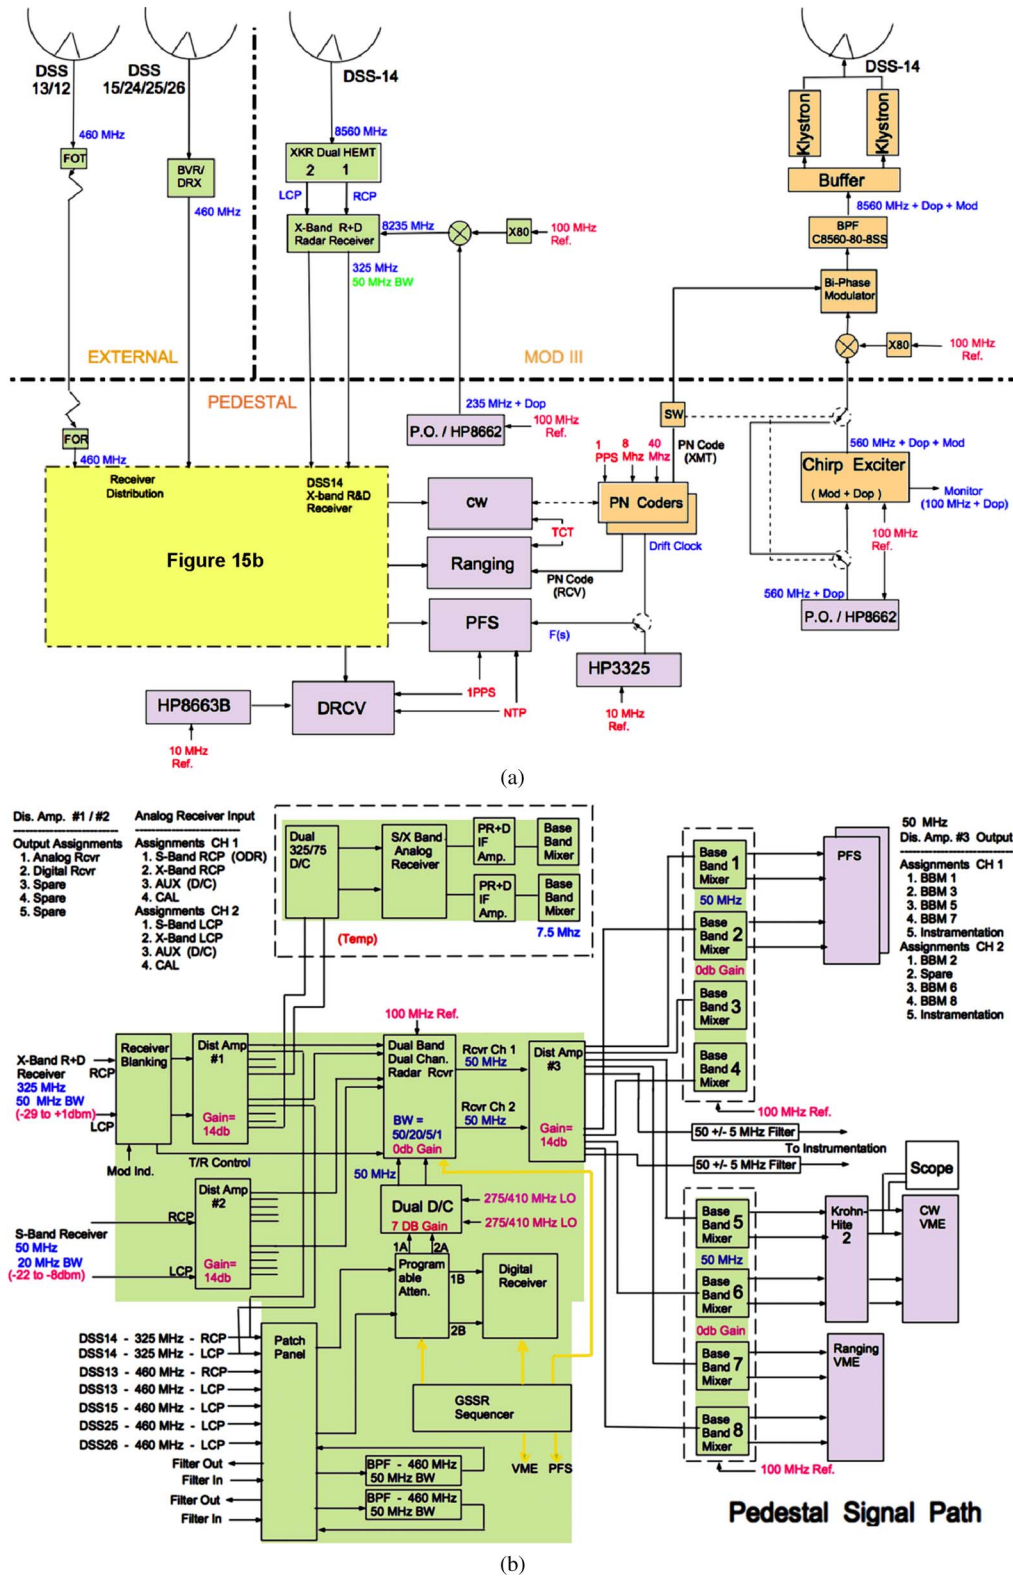 DSS
13/12
DSS
15/24/25/26
DSS-14
DSS-14
460 MHz
FOT
BVR/
DRX
460 MHz
8560 MHz
XKR Dual HEMT
2 1
LCP
RCP
X-Band R+D
Radar Receiver
8235 MHz
X80
100 MHz
Ref.
325 MHz
50 MHz BW
Klystron
Klystron
Buffer
8560 MHz + Dop + Mod
BPF
C8560-80-8SS
Bi-Phase
Modulator
X80
100 MHz
Ref.
EXTERNAL
MOD III
PEDESTAL
235 MHz + Dop
P.O. / HP8662
100 MHz
Ref.
SW
PN Code
(XMT)
560 MHz + Dop + Mod
Chirp Exciter
( Mod + Dop )
Monitor
(100 MHz + Dop)
100 MHz
Ref.
560 MHz + Dop
P.O. / HP8662
FOR
460 MHz
Receiver
Distribution
DSS14
X-band R&D
Receiver
Figure 15b
CW
1
PPS
8
Mhz
40
Mhz
PN Coders
TCT
Drift Clock
Ranging
PN Code
(RCV)
PFS
F(s)
HP3325
10 MHz
Ref.
1PPS
NTP
HP8663B
DRCV
10 MHz
Ref.
(a)
Dis. Amp. #1 / #2
Output Assignments
1. Analog Rcvr
2. Digital Rcvr
3. Spare
4. Spare
5. Spare
Analog Receiver Input
Assignments CH 1
1. S-Band RCP (ODR)
2. X-Band RCP
3. AUX (D/C)
4. CAL
Assignments CH 2
1. S-Band LCP
2. X-Band LCP
3. AUX (D/C)
4. CAL
Dual
325/75
D/C
S/X Band
Analog
Receiver
PR+D
IF
Amp.
Base
Band
Mixer
PR+D
IF
Amp.
Base
Band
Mixer
7.5 Mhz
(Temp)
Base
Band 1
Mixer
50 MHz
Base
Band 2
Mixer
0db Gain
Base
Band 3
Mixer
Base
Band 4
Mixer
100 MHz Ref.
PFS
50 MHz
Dis. Amp. #3 Output
Assignments CH 1
1. BBM 1
2. BBM 3
3. BBM 5
4. BBM 7
5. Instramentation
Assignments CH 2
1. BBM 2
2. Spare
3. BBM 6
4. BBM 8
5. Instramentation
100 MHz Ref.
X-Band R+D
Receiver
RCP
325 MHz
50 MHz BW
(-29 to +1dbm)
LCP
Receiver
Blanking
Mod Ind.
Dist Amp
#1
Gain=
14db
T/R Control
Dual Band
Dual Chan.
Radar Rcvr
BW =
50/20/5/1
0db Gain
Rcvr Ch 1
50 MHz
Rcvr Ch 2
50 MHz
Dist Amp
#3
Gain=
14db
50 +/- 5 MHz Filter
To Instrumentation
50 +/- 5 MHz Filter
50 MHz
S-Band Receiver
50 MHz
20 MHz BW
(-22 to -8dbm)
RCP
LCP
Dist Amp
#2
Gain=
14db
Dual D/C
7 DB Gain
275/410 MHz LO
275/410 MHz LO
1A
2A
Program
able
Atten.
1B
2B
Digital
Receiver
Base
Band 5
Mixer
50 MHz
Base
Band 6
Mixer
0db Gain
Base
Band 7
Mixer
Base
Band 8
Mixer
100 MHz Ref.
Krohn-
Hite
2
Scope
CW
VME
Ranging
VME
DSS14 - 325 MHz - RCP
DSS14 - 325 MHz - LCP
DSS13 - 460 MHz - RCP
DSS13 - 460 MHz - LCP
DSS15 - 460 MHz - LCP
DSS25 - 460 MHz - LCP
DSS26 - 460 MHz - LCP
Filter Out
Filter In
Filter Out
Filter In
Patch
Panel
GSSR
Sequencer
VME
PFS
BPF - 460 MHz
50 MHz BW
BPF - 460 MHz
50 MHz BW
Pedestal Signal Path
(b)